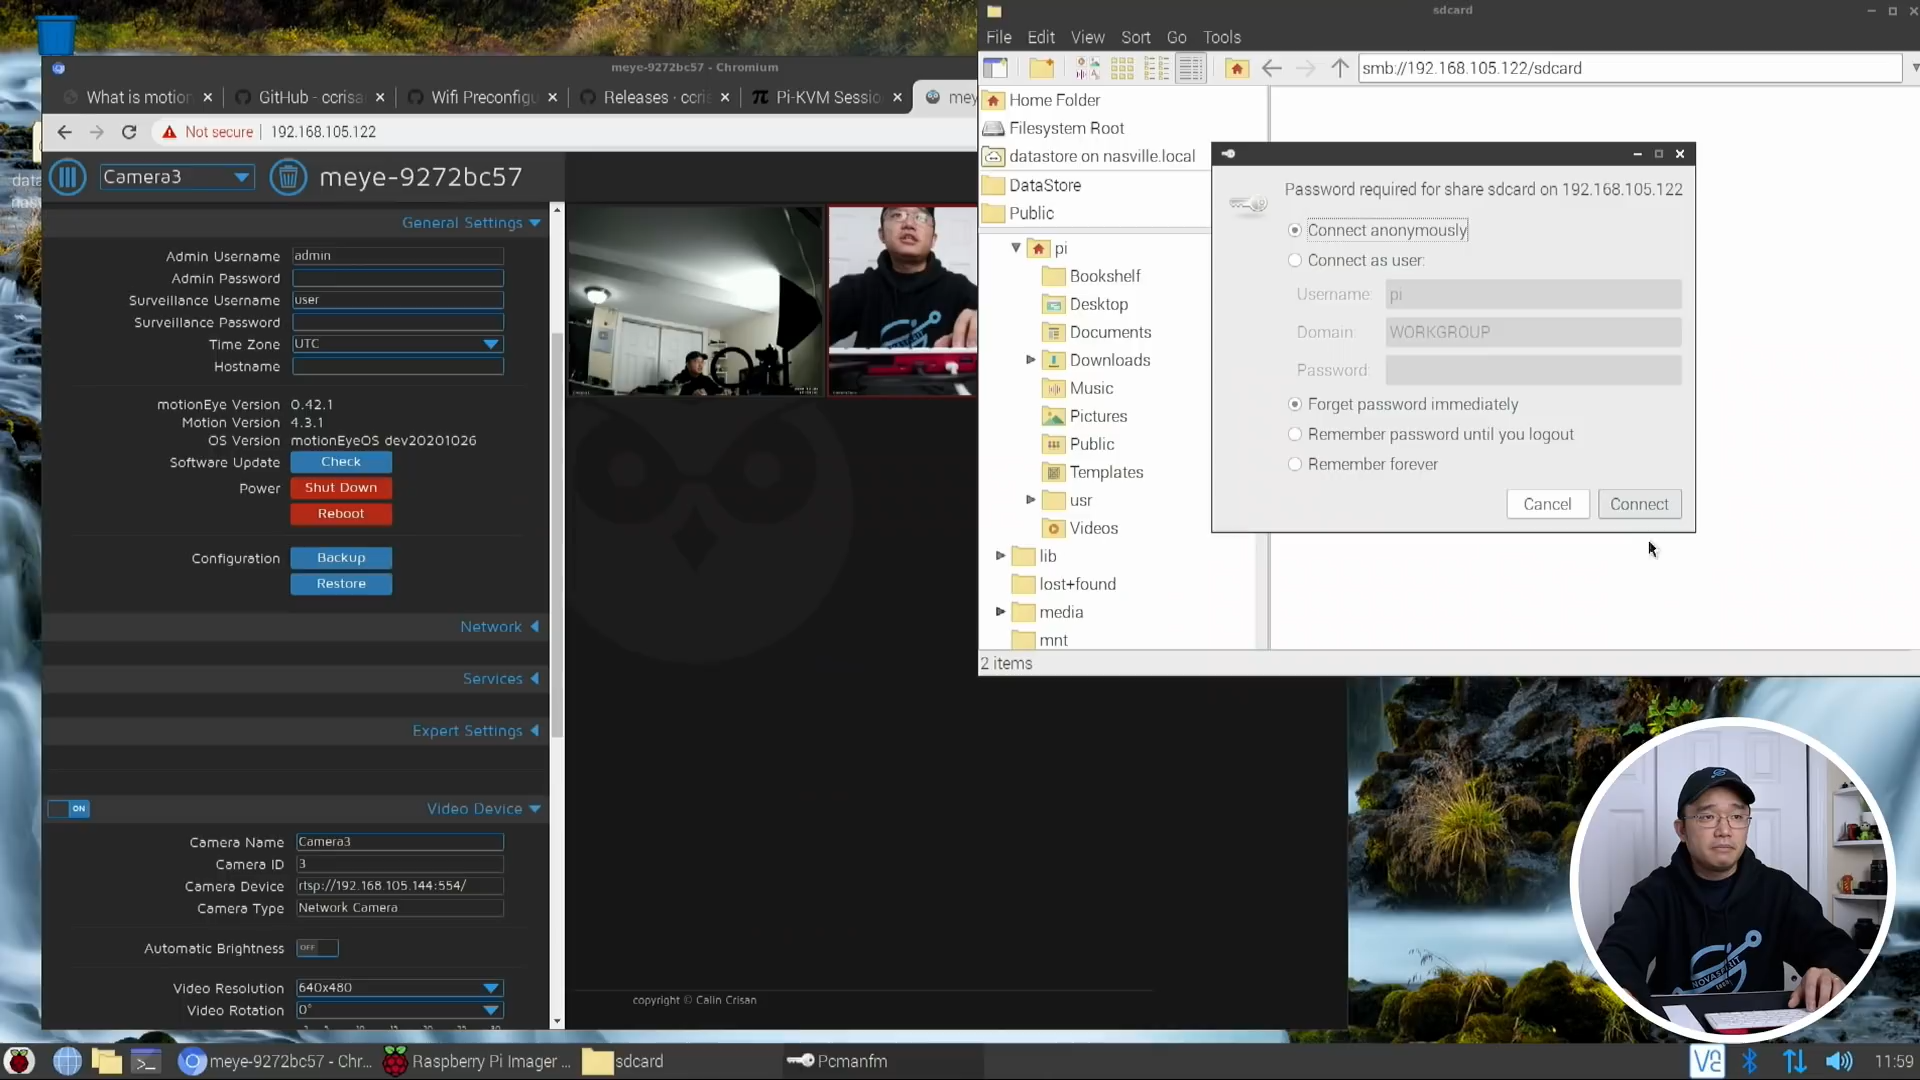 meye-9272bc57 - Chromium
What is motion
GitHub - ccrisa
Wifi Preconfigu
Releases · ccri
Pi-KVM Sessio
mey
Not secure
192.168.105.122
Camera3
meye-9272bc57
General Settings
Admin Username
admin
Admin Password
Surveillance Username
user
Surveillance Password
Time Zone
UTC
Hostname
motionEye Version
0.42.1
Motion Version
4.3.1
OS Version
motionEyeOS dev20201026
Software Update
Check
Power
Shut Down
Reboot
Configuration
Backup
Restore
Network
Services
Expert Settings
ON
Video Device
Camera Name
Camera3
Camera ID
3
Camera Device
rtsp://192.168.105.144:554/
Camera Type
Network Camera
Automatic Brightness
OFF
Video Resolution
640x480
Video Rotation
0°
copyright © Calin Crisan
sdcard
File
Edit
View
Sort
Go
Tools
smb://192.168.105.122/sdcard
Home Folder
Filesystem Root
datastore on nasville.local
DataStore
Public
pi
Bookshelf
Desktop
Documents
Downloads
Music
Pictures
Public
Templates
usr
Videos
lib
lost+found
media
mnt
2 items
Password required for share sdcard on 192.168.105.122
Connect anonymously
Connect as user:
Username:
pi
Domain:
WORKGROUP
Password:
Forget password immediately
Remember password until you logout
Remember forever
Cancel
Connect
NOVASPIRIT
meye-9272bc57 - Chr...
Raspberry Pi Imager ...
sdcard
Pcmanfm
11:59